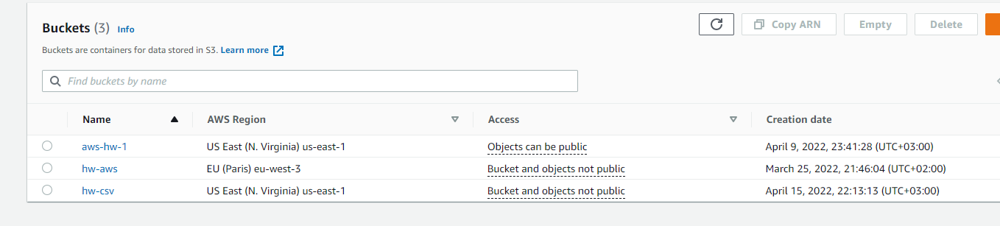 Buckets (3) Info
Copy ARN Empty Delete
Buckets are containers for data stored in S3. Learn more
Find buckets by name
Name AWS Region Access Creation date
aws-hw-1 US East (N. Virginia) us-east-1 Objects can be public April 9, 2022, 23:41:28 (UTC+03:00)
hw-aws EU (Paris) eu-west-3 Bucket and objects not public March 25, 2022, 21:46:04 (UTC+02:00)
hw-csv US East (N. Virginia) us-east-1 Bucket and objects not public April 15, 2022, 22:13:13 (UTC+03:00)